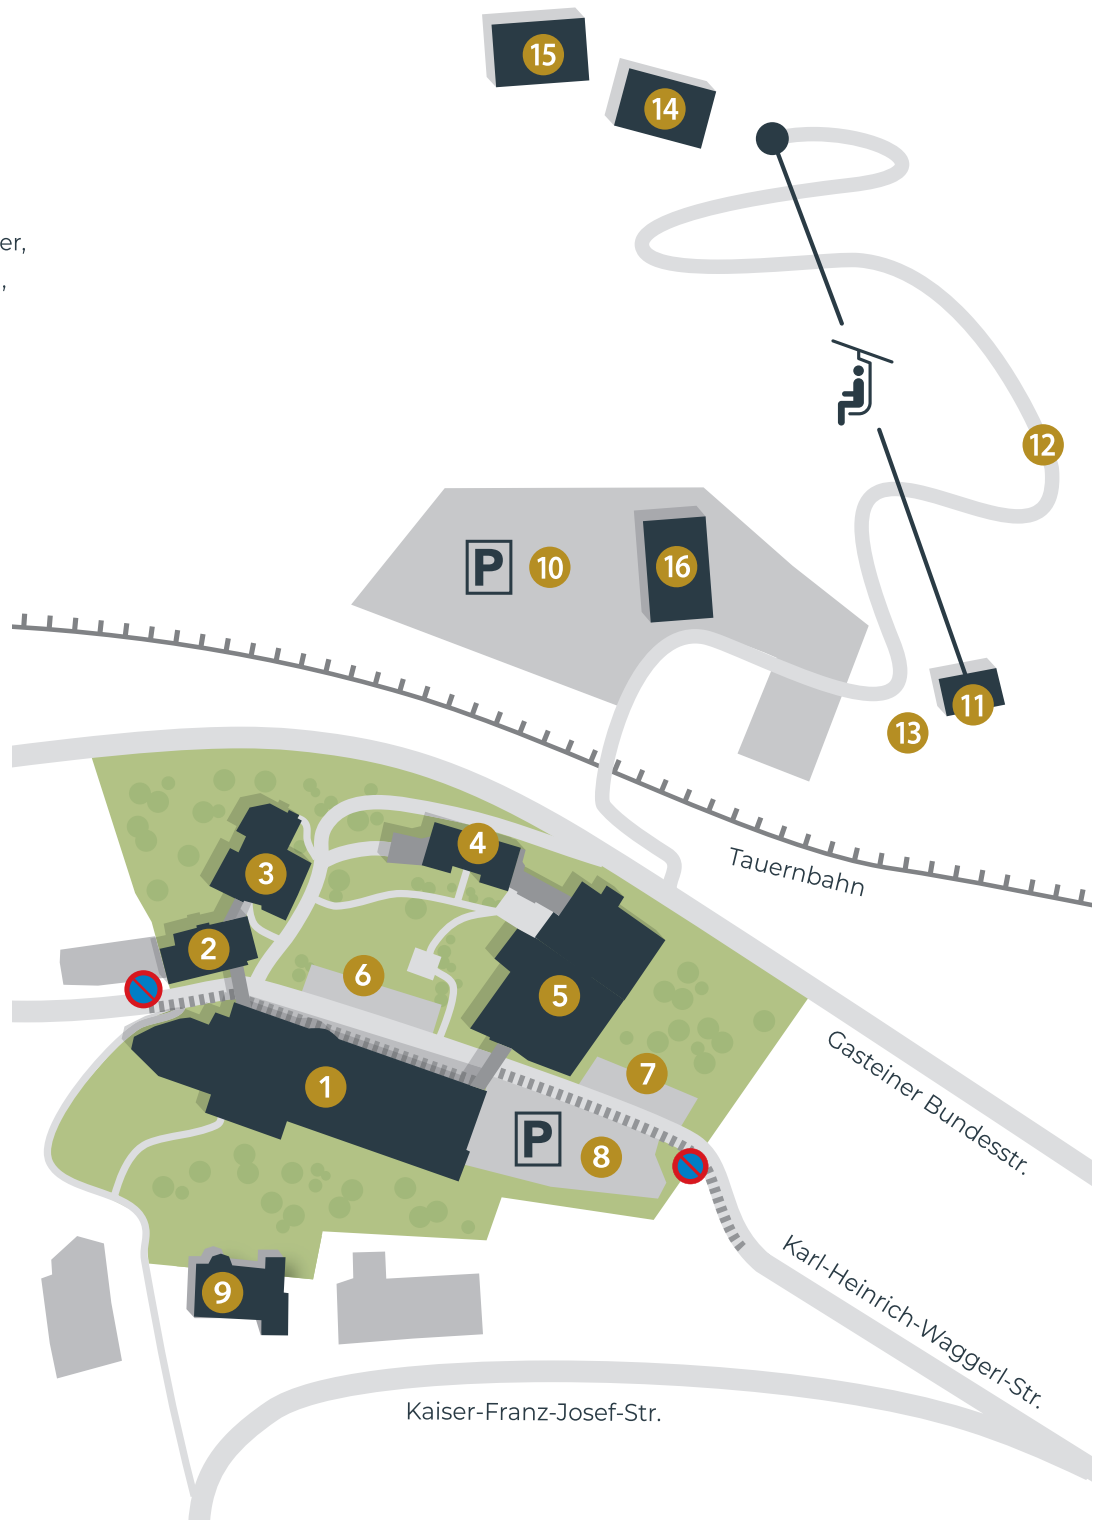 15
14
er,
,
12
P
10
16
11
13
Tauernbahn
4
3
2
6
5
Gasteiner Bundesstr.
7
1
P
8
Karl-Heinrich-Waggerl-Str.
9
Kaiser-Franz-Josef-Str.